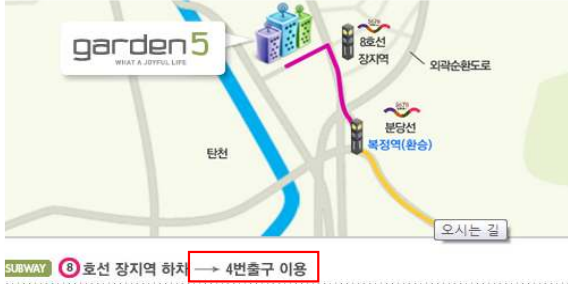 garden5
WHAT A JOYFUL LIFE
8호선
장지역
외곽순환도로
분당선
복정역(환승)
탄천
오시는 길
SUBWAY 8 호선 장지역 하차 → 4번출구 이용